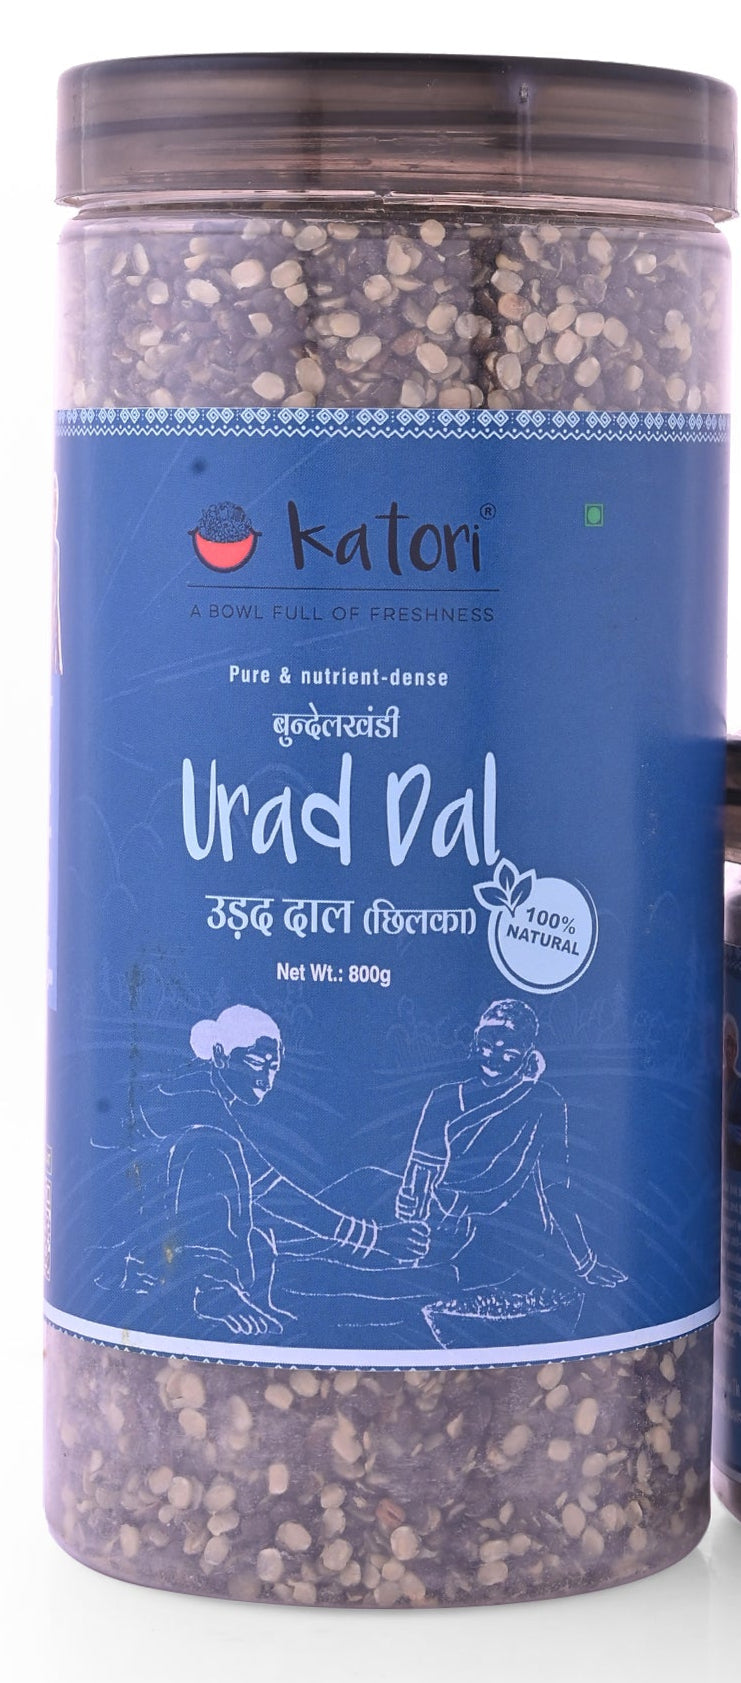 katori®
A BOWL FULL OF FRESHNESS
Pure & nutrient-dense
बुन्देलखंडी
Urad Dal
उड़द दाल (छिलका)
100%
NATURAL
Net Wt.: 800g